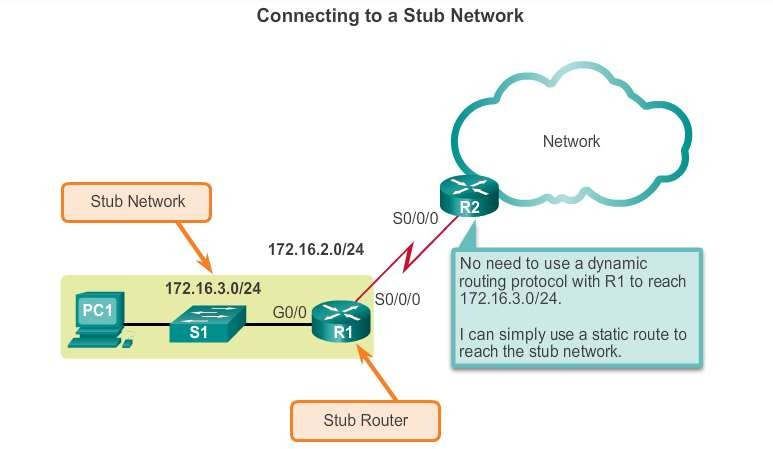 Connecting to a Stub Network
Network
Stub Network
R2
S0/0/0
172.16.2.0/24
No need to use a dynamic
routing protocol with R1 to reach
172.16.3.0/24.
I can simply use a static route to
reach the stub network.
172.16.3.0/24
S0/0/0
PC1
G0/0
S1
R1
Stub Router